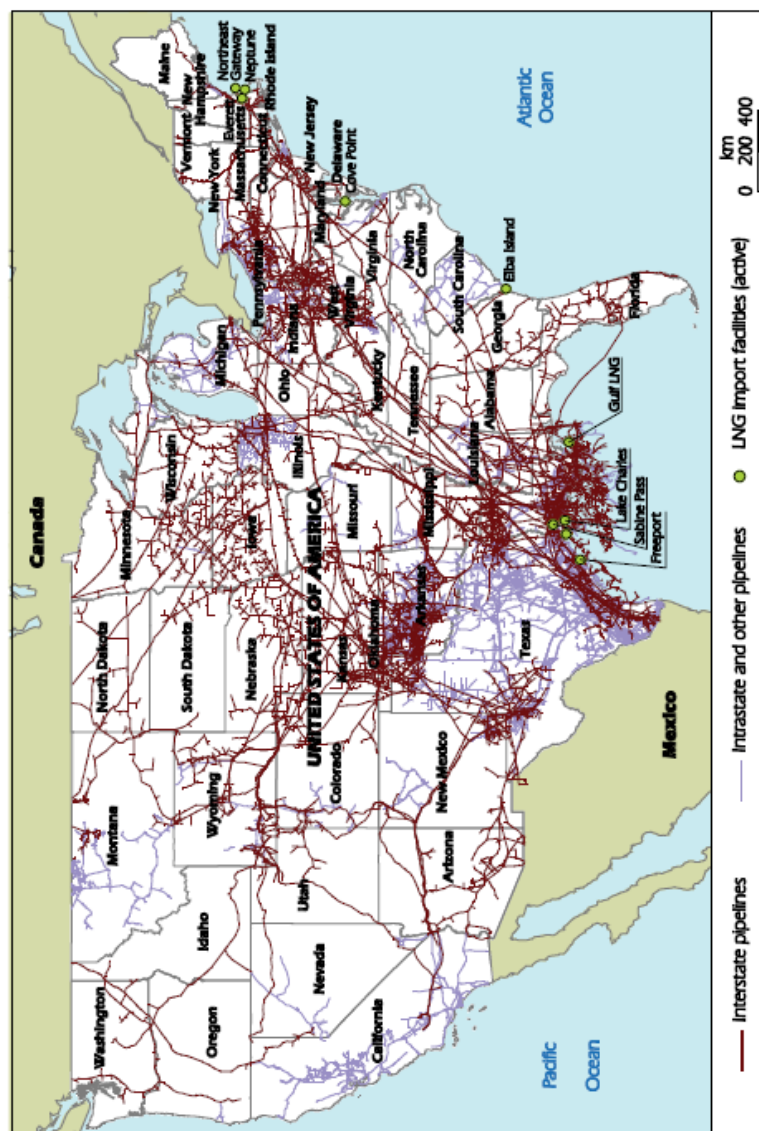 Canada
Washington
Montana
North Dakota
Minnesota
Maine
Vermont
New
Hampshire
Northeast
Gateway
Neptune
Everett
Massachusetts
Rhode Island
Connecticut
New York
Oregon
Idaho
Wyoming
South Dakota
Wisconsin
Michigan
Pennsylvania
New Jersey
Iowa
Nebraska
Nevada
Utah
Colorado
UNITED STATES OF AMERICA
Illinois
Ohio
Indiana
West
Virginia
Maryland
Delaware
Cove Point
California
Kansas
Missouri
Kentucky
Virginia
Arizona
New Mexico
Oklahoma
Arkansas
Tennessee
North
Carolina
South Carolina
Mississippi
Louisiana
Alabama
Georgia
Elba Island
Texas
Florida
Gulf LNG
Lake Charles
Sabine Pass
Freeport
Mexico
Pacific
Ocean
Atlantic
Ocean
Interstate pipelines
Intrastate and other pipelines
LNG import facilities (active)
km
0 200 400